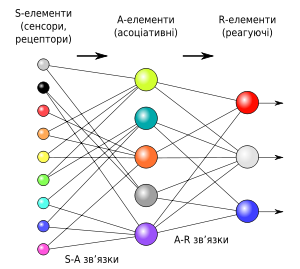 S-елементи
(сенсори,
рецептори)
A-елементи
(асоціативні)
R-елементи
(реагуючі)
A-R зв’язки
S-A зв’язки